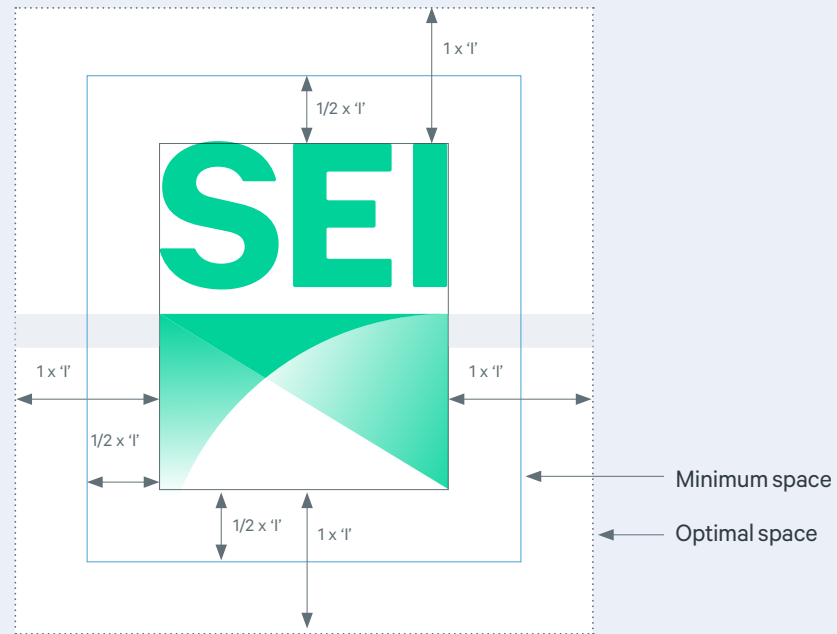 1 x ‘I’
1/2 x ‘I’
SEI
1 x ‘I’
1 x ‘I’
1/2 x ‘I’
Minimum space
1/2 x ‘I’
1 x ‘I’
Optimal space